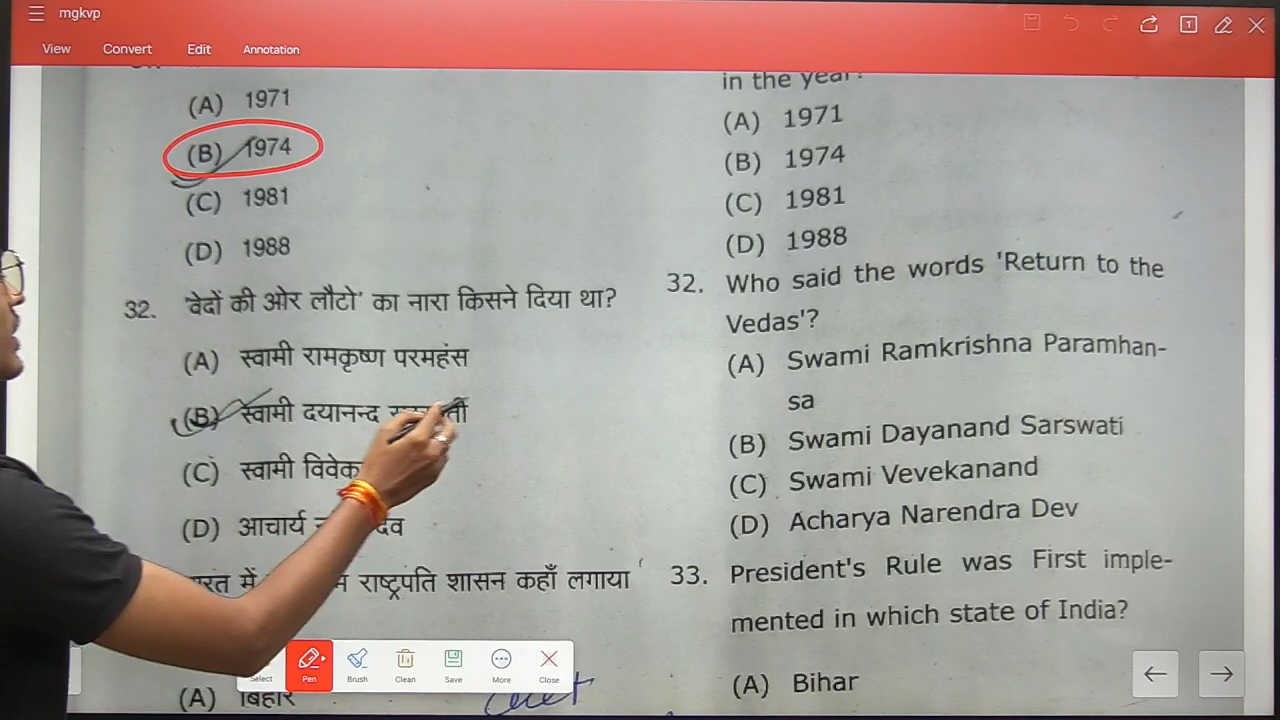 mgkvp
View Convert Edit Annotation
(A) 1971
(B) 1974
(C) 1981
(D) 1988
32. 'वेदों की ओर लौटो' का नारा किसने दिया था?
(A) स्वामी रामकृष्ण परमहंस
(B) स्वामी दयानन्द
(C) स्वामी
(D) आचार्य
राष्ट्रपति शासन कहाँ लगाया
(A) बिहार
in the year?
(A) 1971
(B) 1974
(C) 1981
(D) 1988
32. Who said the words 'Return to the
Vedas'?
(A) Swami Ramkrishna Paramhan-
sa
(B) Swami Dayanand Sarswati
(C) Swami Vevekanand
(D) Acharya Narendra Dev
33. President's Rule was First imple-
mented in which state of India?
(A) Bihar
Select Pen Brush Clean Save More Close